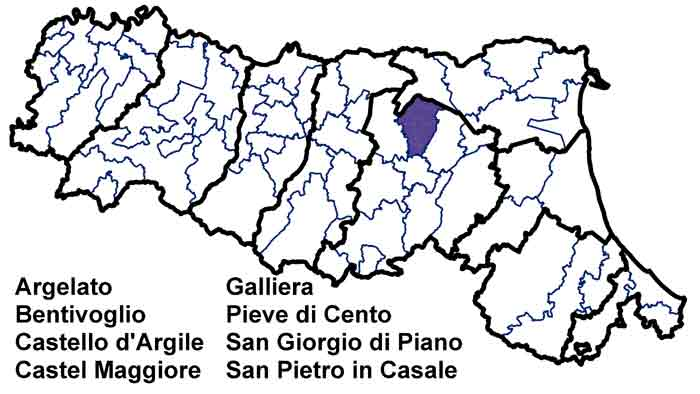 Argelato
Bentivoglio
Castello d'Argile
Castel Maggiore
Galliera
Pieve di Cento
San Giorgio di Piano
San Pietro in Casale